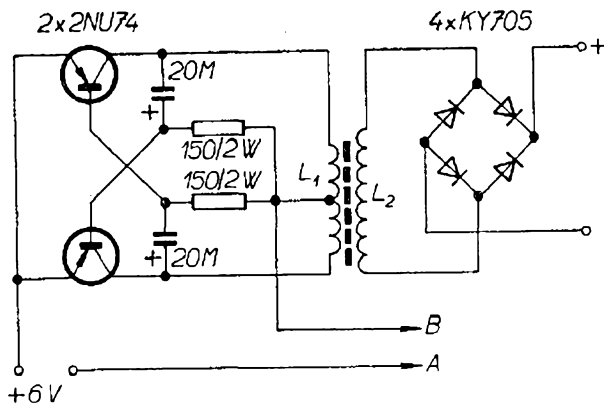 2x2NU74
4xKY705
20M
+
+
150/2W
150/2W
L1
L2
+
20M
B
A
+6V